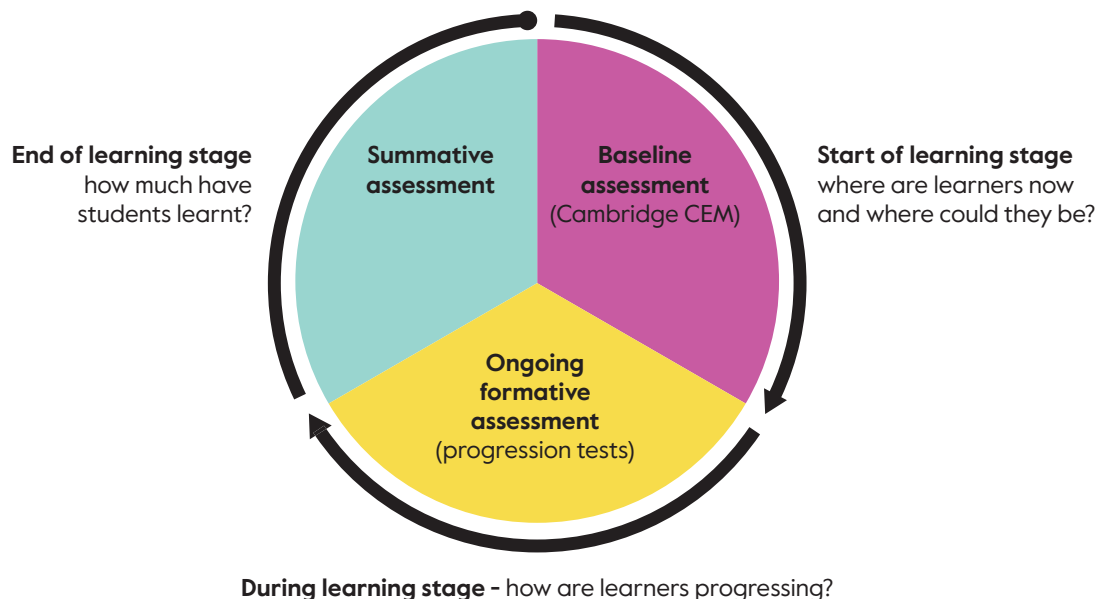 End of learning stage
how much have
students learnt?
Summative
assessment
Baseline
assessment
(Cambridge CEM)
Start of learning stage
where are learners now
and where could they be?
Ongoing
formative
assessment
(progression tests)
During learning stage - how are learners progressing?